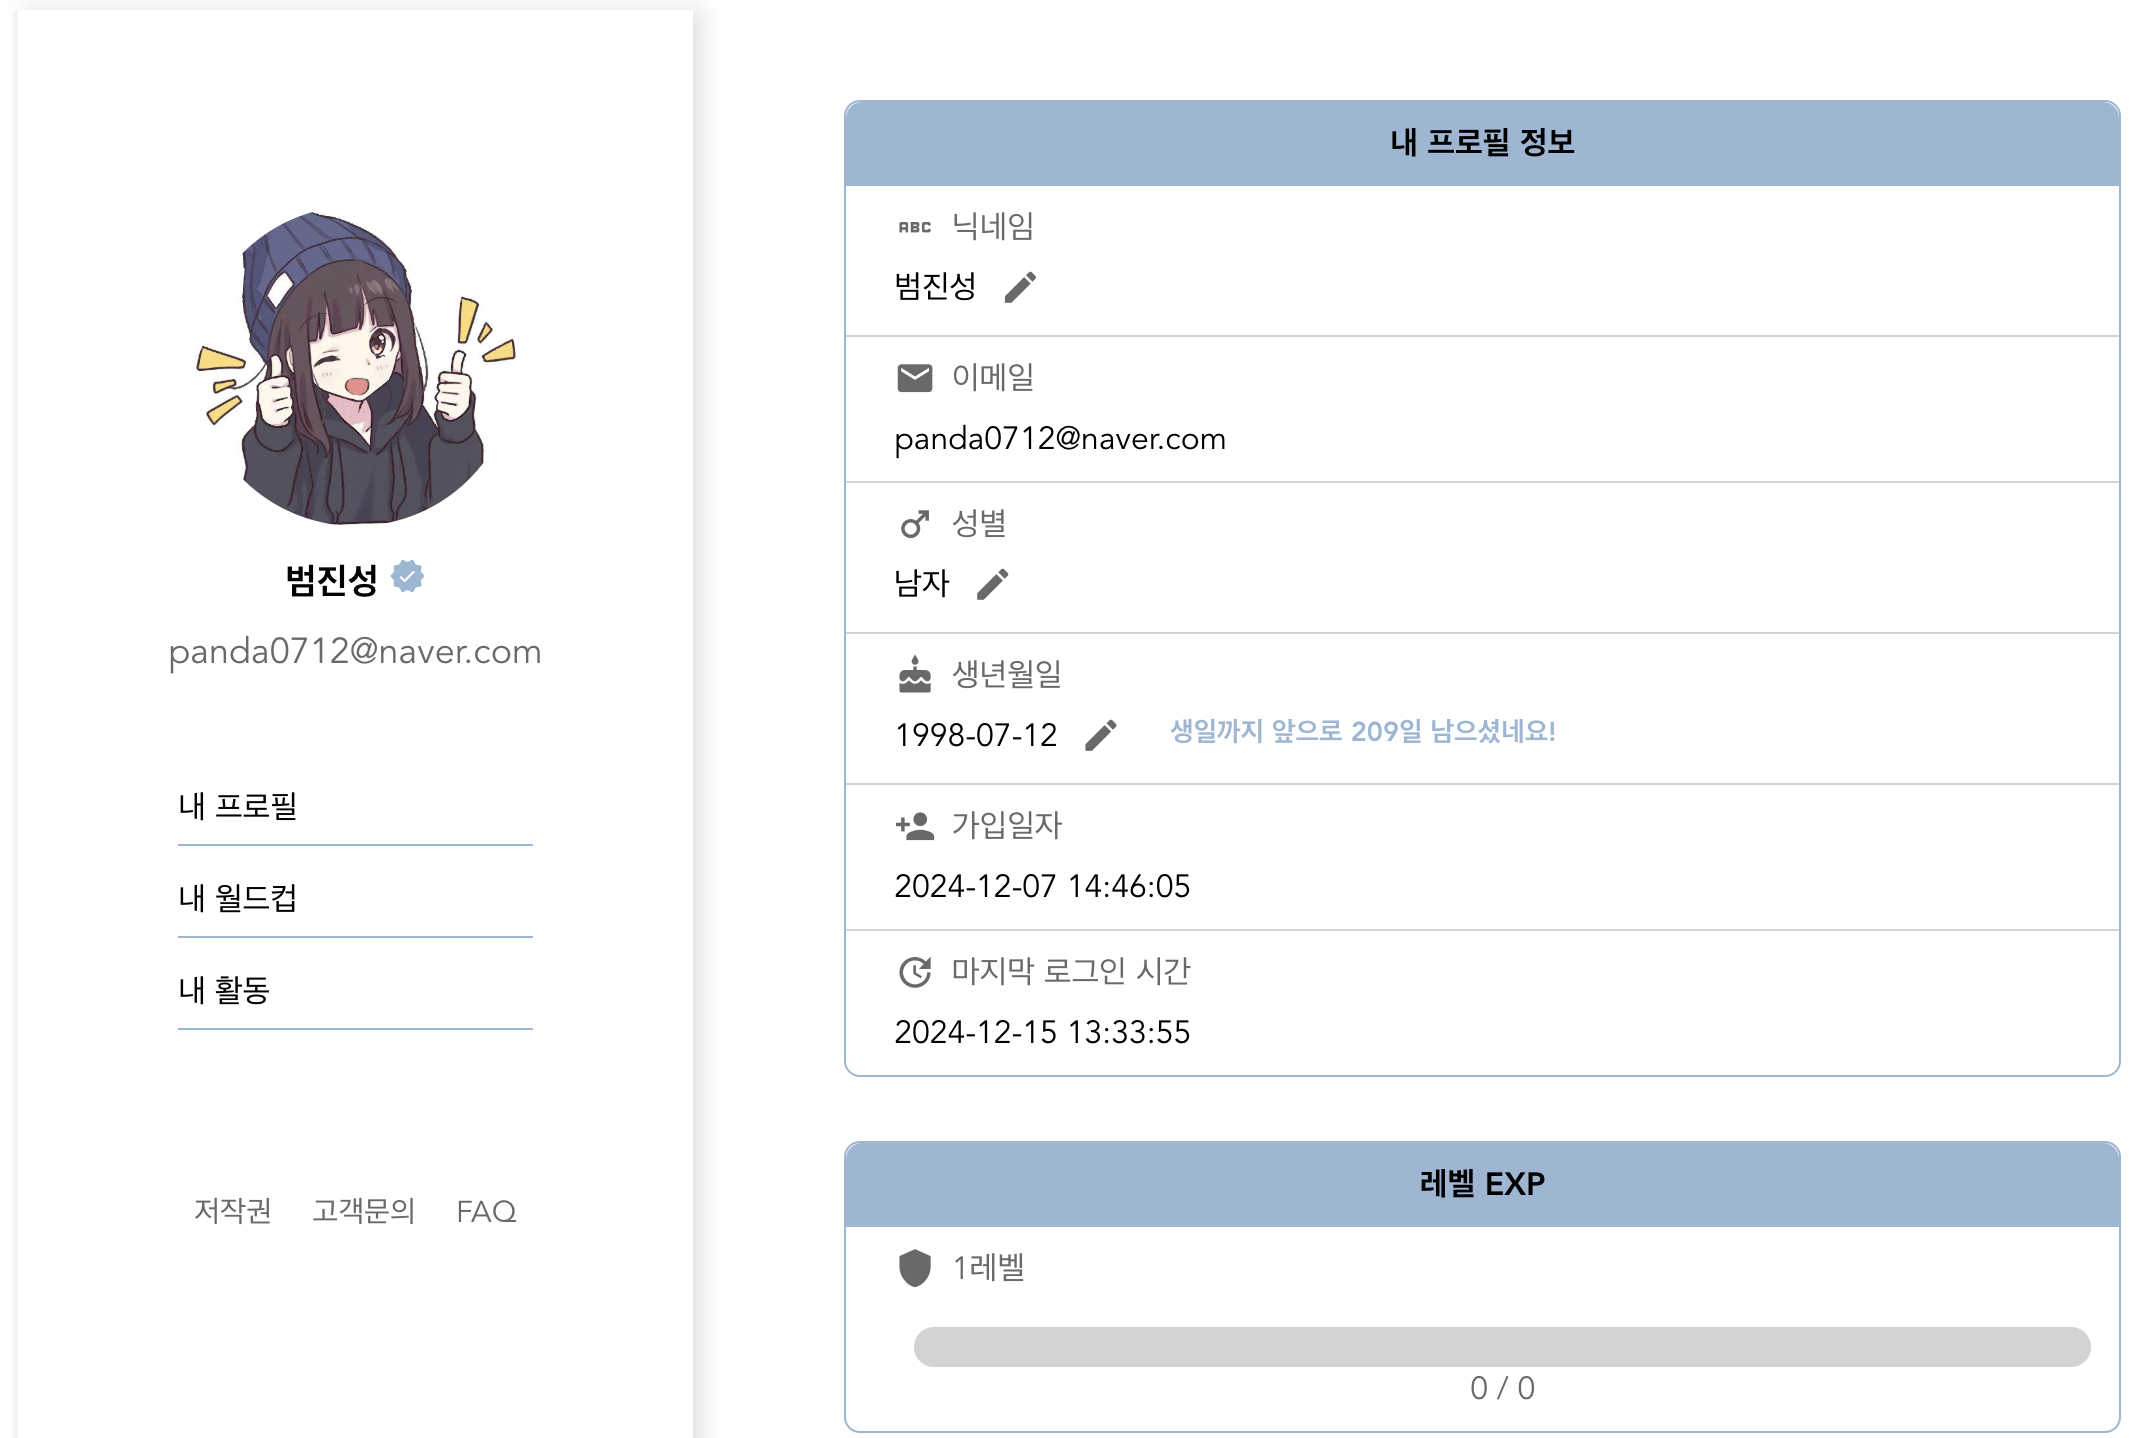 범진성
panda0712@naver.com
내 프로필
내 월드컵
내 활동
저작권 고객문의 FAQ
내 프로필 정보
ABC 닉네임
범진성
이메일
panda0712@naver.com
성별
남자
생년월일
1998-07-12 생일까지 앞으로 209일 남으셨네요!
가입일자
2024-12-07 14:46:05
마지막 로그인 시간
2024-12-15 13:33:55
레벨 EXP
1레벨
0 / 0